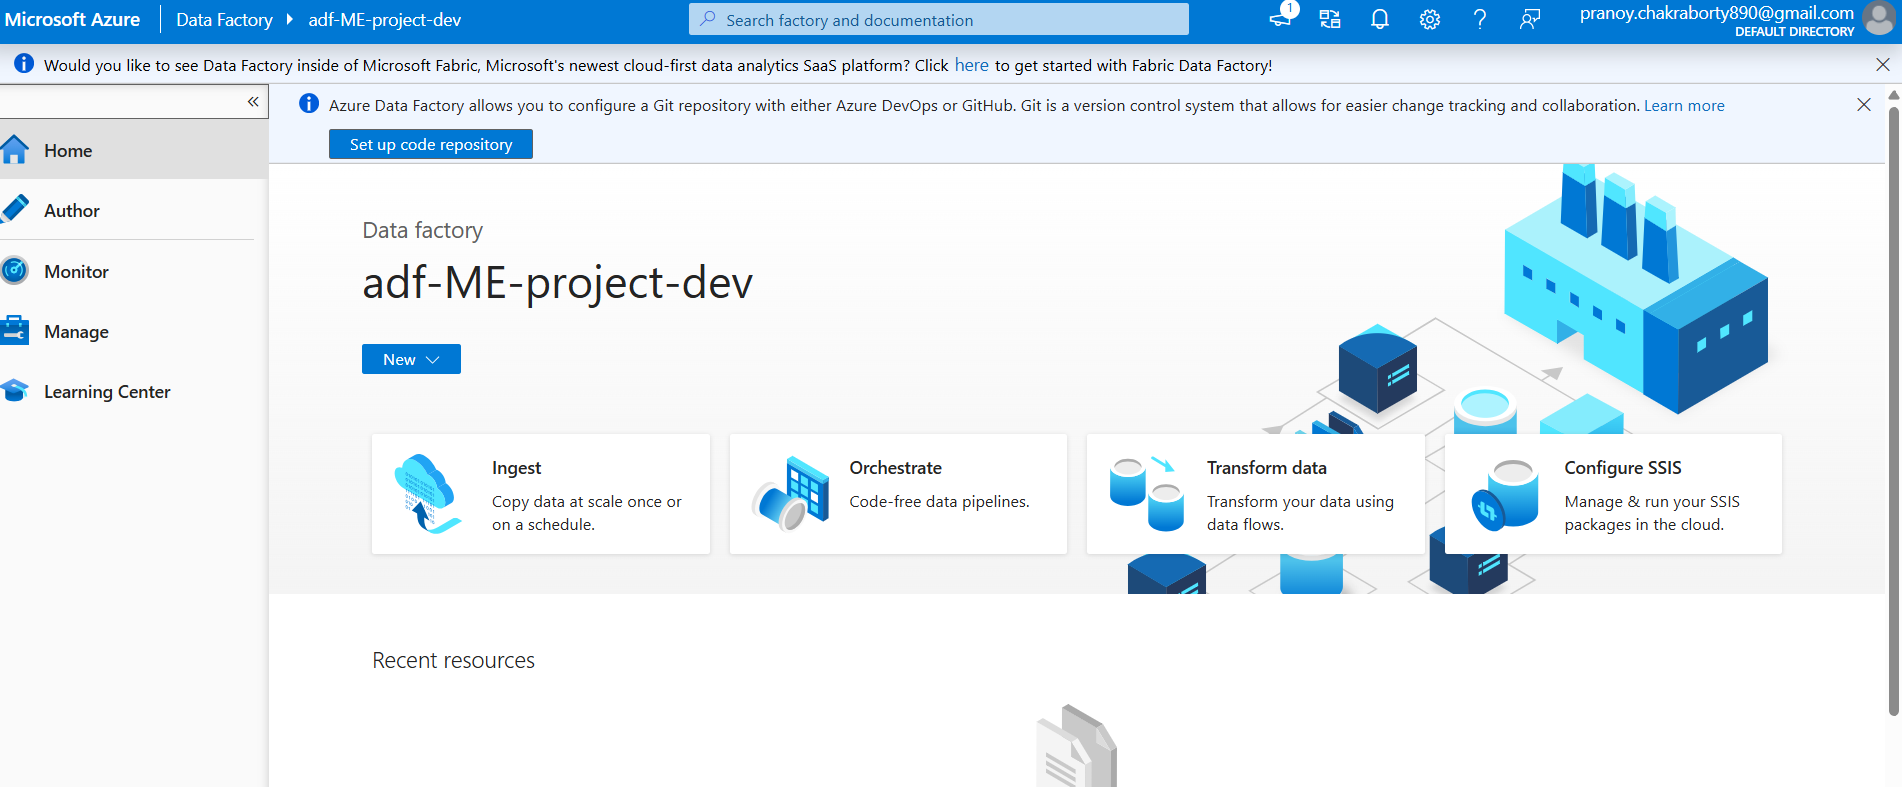 Microsoft Azure
Data Factory
adf-ME-project-dev
Search factory and documentation
1
pranoy.chakraborty890@gmail.com
DEFAULT DIRECTORY
Would you like to see Data Factory inside of Microsoft Fabric, Microsoft's newest cloud-first data analytics SaaS platform? Click here to get started with Fabric Data Factory!
Azure Data Factory allows you to configure a Git repository with either Azure DevOps or GitHub. Git is a version control system that allows for easier change tracking and collaboration. Learn more
Set up code repository
Home
Author
Monitor
Manage
Learning Center
Data factory
adf-ME-project-dev
New
Ingest
Copy data at scale once or
on a schedule.
Orchestrate
Code-free data pipelines.
Transform data
Transform your data using
data flows.
Configure SSIS
Manage & run your SSIS
packages in the cloud.
Recent resources